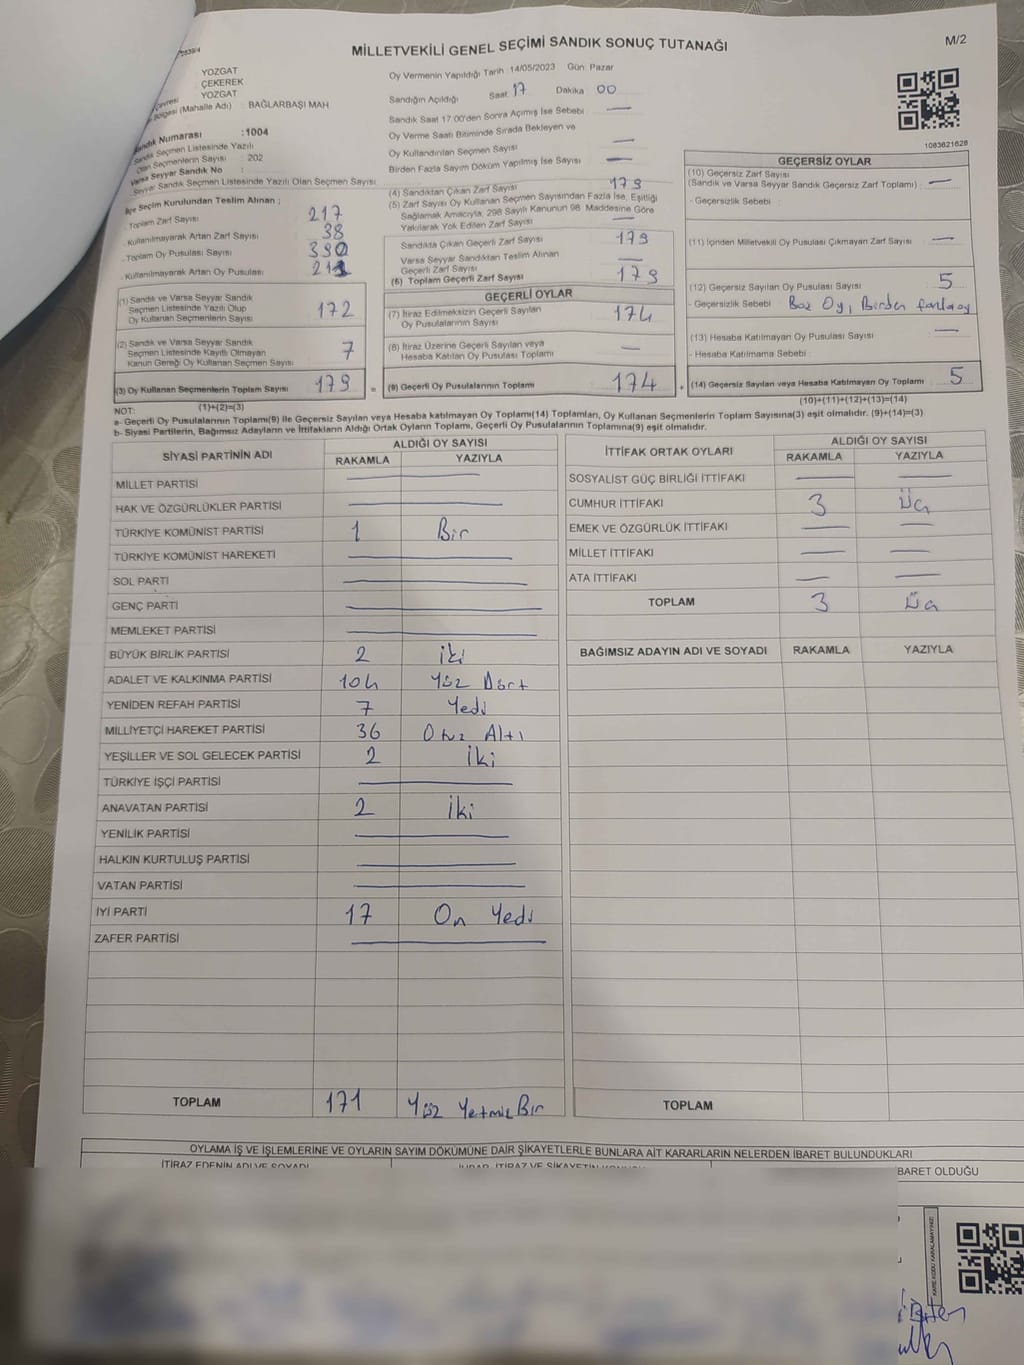 MİLLETVEKİLİ GENEL SEÇİMİ SANDIK SONUÇ TUTANAĞI
M/2
YOZGAT
ÇEKEREK
YOZGAT
Bölgesi (Mahalle Adı) : BAĞLARBAŞI MAH
Sandık Numarası : 1004
Sandık Seçmen Listesinde Yazılı
Olan Seçmenlerin Sayısı : 202
Varsa Seyyar Sandık No :
Seyyar Sandık Seçmen Listesinde Yazılı Olan Seçmen Sayısı
İlçe Seçim Kurulundan Teslim Alınan ;
- Toplam Zarf Sayısı 217
- Kullanılmayarak Artan Zarf Sayısı 38
- Toplam Oy Pusulası Sayısı 390
- Kullanılmayarak Artan Oy Pusulası 211
(1) Sandık ve Varsa Seyyar Sandık
Seçmen Listesinde Yazılı Olup
Oy Kullanan Seçmenlerin Sayısı 172
(2) Sandık ve Varsa Seyyar Sandık
Seçmen Listesinde Kayıtlı Olmayan
Kanun Gereği Oy Kullanan Seçmen Sayısı 7
(3) Oy Kullanan Seçmenlerin Toplam Sayısı 179
(1)+(2)=(3)
Oy Vermenin Yapıldığı Tarih : 14/05/2023 Gün: Pazar
Sandığın Açıldığı Saat 17 Dakika 00
Sandık Saat 17:00'den Sonra Açılmış İse Sebebi —
Oy Verme Saati Bitiminde Sırada Bekleyen ve
Oy Kullandırılan Seçmen Sayısı —
Birden Fazla Sayım Döküm Yapılmış İse Sayısı —
(4) Sandıktan Çıkan Zarf Sayısı 179
(5) Zarf Sayısı Oy Kullanan Seçmen Sayısından Fazla İse, Eşitliği
Sağlamak Amacıyla, 298 Sayılı Kanunun 98. Maddesine Göre
Yakılarak Yok Edilen Zarf Sayısı —
Sandıkta Çıkan Geçerli Zarf Sayısı 179
Varsa Seyyar Sandıktan Teslim Alınan
Geçerli Zarf Sayısı —
(6) Toplam Geçerli Zarf Sayısı 179
GEÇERLİ OYLAR
(7) İtiraz Edilmeksizin Geçerli Sayılan
Oy Pusulalarının Sayısı 174
(8) İtiraz Üzerine Geçerli Sayılan veya
Hesaba Katılan Oy Pusulası Toplamı —
= (9) Geçerli Oy Pusulalarının Toplamı 174
1083621628
GEÇERSİZ OYLAR
(10) Geçersiz Zarf Sayısı
(Sandık ve Varsa Seyyar Sandık Geçersiz Zarf Toplamı) : —
- Geçersizlik Sebebi :
(11) İçinden Milletvekili Oy Pusulası Çıkmayan Zarf Sayısı : —
(12) Geçersiz Sayılan Oy Pusulası Sayısı 5
- Geçersizlik Sebebi Boş Oy, Birden fazla oy
(13) Hesaba Katılmayan Oy Pusulası Sayısı —
- Hesaba Katılmama Sebebi
+ (14) Geçersiz Sayılan veya Hesaba Katılmayan Oy Toplamı 5
(10)+(11)+(12)+(13)=(14)
NOT:
a- Geçerli Oy Pusulalarının Toplamı(9) ile Geçersiz Sayılan veya Hesaba katılmayan Oy Toplamı(14) Toplamları, Oy Kullanan Seçmenlerin Toplam Sayısına(3) eşit olmalıdır. (9)+(14)=(3)
b- Siyasi Partilerin, Bağımsız Adayların ve İttifakların Aldığı Ortak Oyların Toplamı, Geçerli Oy Pusulalarının Toplamına(9) eşit olmalıdır.
SİYASİ PARTİNİN ADI ALDIĞI OY SAYISI
RAKAMLA YAZIYLA
MİLLET PARTİSİ —
HAK VE ÖZGÜRLÜKLER PARTİSİ —
TÜRKİYE KOMÜNİST PARTİSİ 1 Bir
TÜRKİYE KOMÜNİST HAREKETİ —
SOL PARTİ —
GENÇ PARTİ —
MEMLEKET PARTİSİ —
BÜYÜK BİRLİK PARTİSİ 2 iki
ADALET VE KALKINMA PARTİSİ 104 Yüz Dört
YENİDEN REFAH PARTİSİ 7 Yedi
MİLLİYETÇİ HAREKET PARTİSİ 36 Otuz Altı
YEŞİLLER VE SOL GELECEK PARTİSİ 2 İki
TÜRKİYE İŞÇİ PARTİSİ —
ANAVATAN PARTİSİ 2 İki
YENİLİK PARTİSİ —
HALKIN KURTULUŞ PARTİSİ —
VATAN PARTİSİ —
İYİ PARTİ 17 On Yedi
ZAFER PARTİSİ —
TOPLAM 171 Yüz Yetmiş Bir
İTTİFAK ORTAK OYLARI ALDIĞI OY SAYISI
RAKAMLA YAZIYLA
SOSYALİST GÜÇ BİRLİĞİ İTTİFAKI — —
CUMHUR İTTİFAKI 3 Üç
EMEK VE ÖZGÜRLÜK İTTİFAKI — —
MİLLET İTTİFAKI — —
ATA İTTİFAKI — —
TOPLAM 3 Üç
BAĞIMSIZ ADAYIN ADI VE SOYADI RAKAMLA YAZIYLA
TOPLAM
OYLAMA İŞ VE İŞLEMLERİNE VE OYLARIN SAYIM DÖKÜMÜNE DAİR ŞİKAYETLERLE BUNLARA AİT KARARLARIN NELERDEN İBARET BULUNDUKLARI
İTİRAZ EDENİN ADI VE SOYADI
BARET OLDUĞU